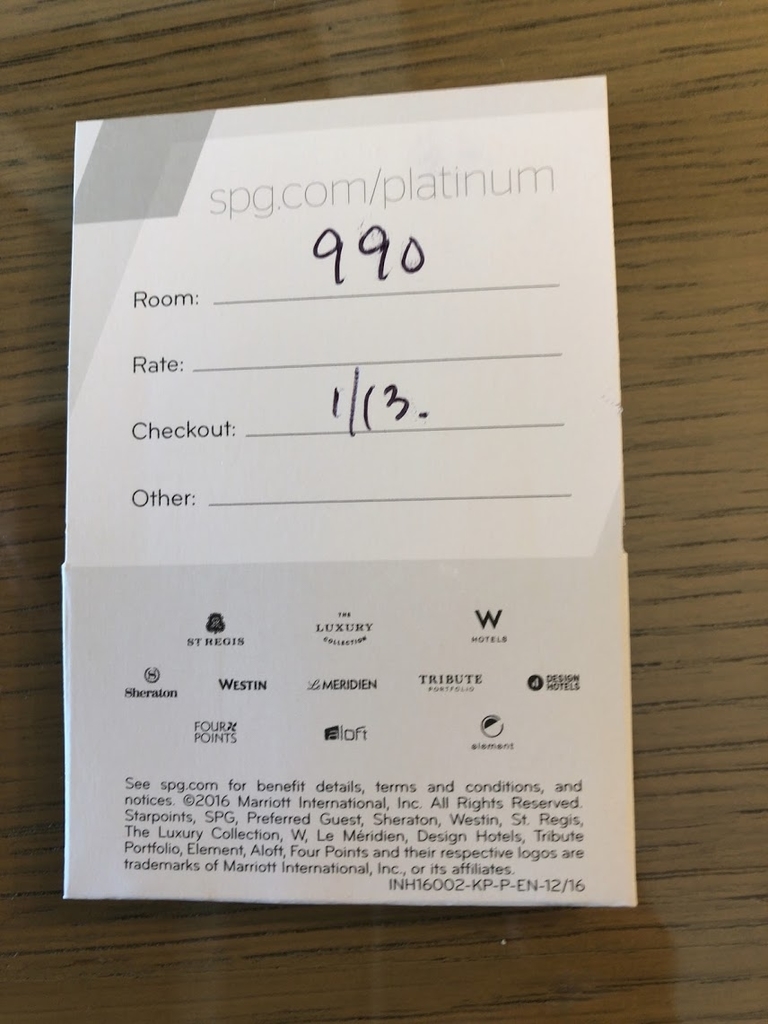 spg.com/platinum
990
Room:
Rate:
1/13.
Checkout:
Other:
ST REGIS
THE
LUXURY
COLLECTION
W
HOTELS
S
Sheraton
WESTIN
LE MERIDIEN
TRIBUTE
PORTFOLIO
d DESIGN
HOTELS
FOUR
POINTS
aloft
e
element
See spg.com for benefit details, terms and conditions, and
notices. ©2016 Marriott International, Inc. All Rights Reserved.
Starpoints, SPG, Preferred Guest, Sheraton, Westin, St. Regis,
The Luxury Collection, W, Le Méridien, Design Hotels, Tribute
Portfolio, Element, Aloft, Four Points and their respective logos are
trademarks of Marriott International, Inc., or its affiliates.
INH16002-KP-P-EN-12/16